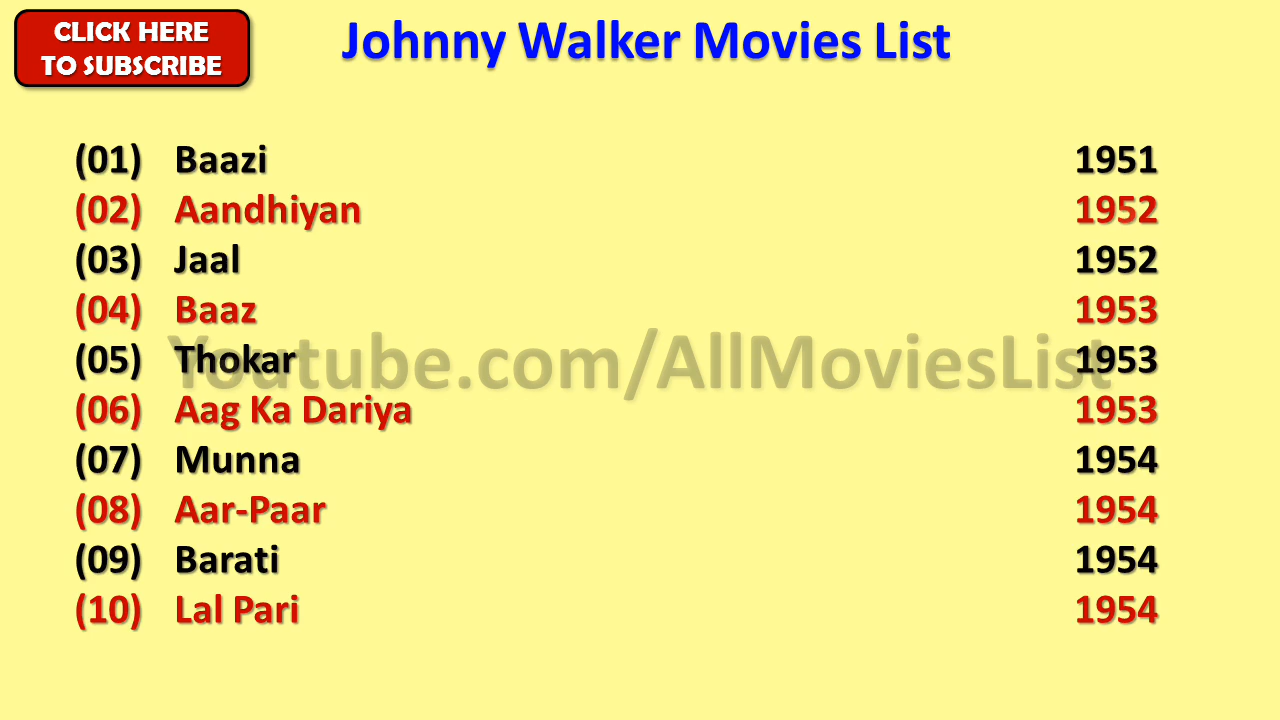 CLICK HERE
TO SUBSCRIBE
Johnny Walker Movies List
(01) Baazi 1951
(02) Aandhiyan 1952
(03) Jaal 1952
(04) Baaz 1953
Youtube.com/AllMoviesList
(05) Thokar 1953
(06) Aag Ka Dariya 1953
(07) Munna 1954
(08) Aar-Paar 1954
(09) Barati 1954
(10) Lal Pari 1954